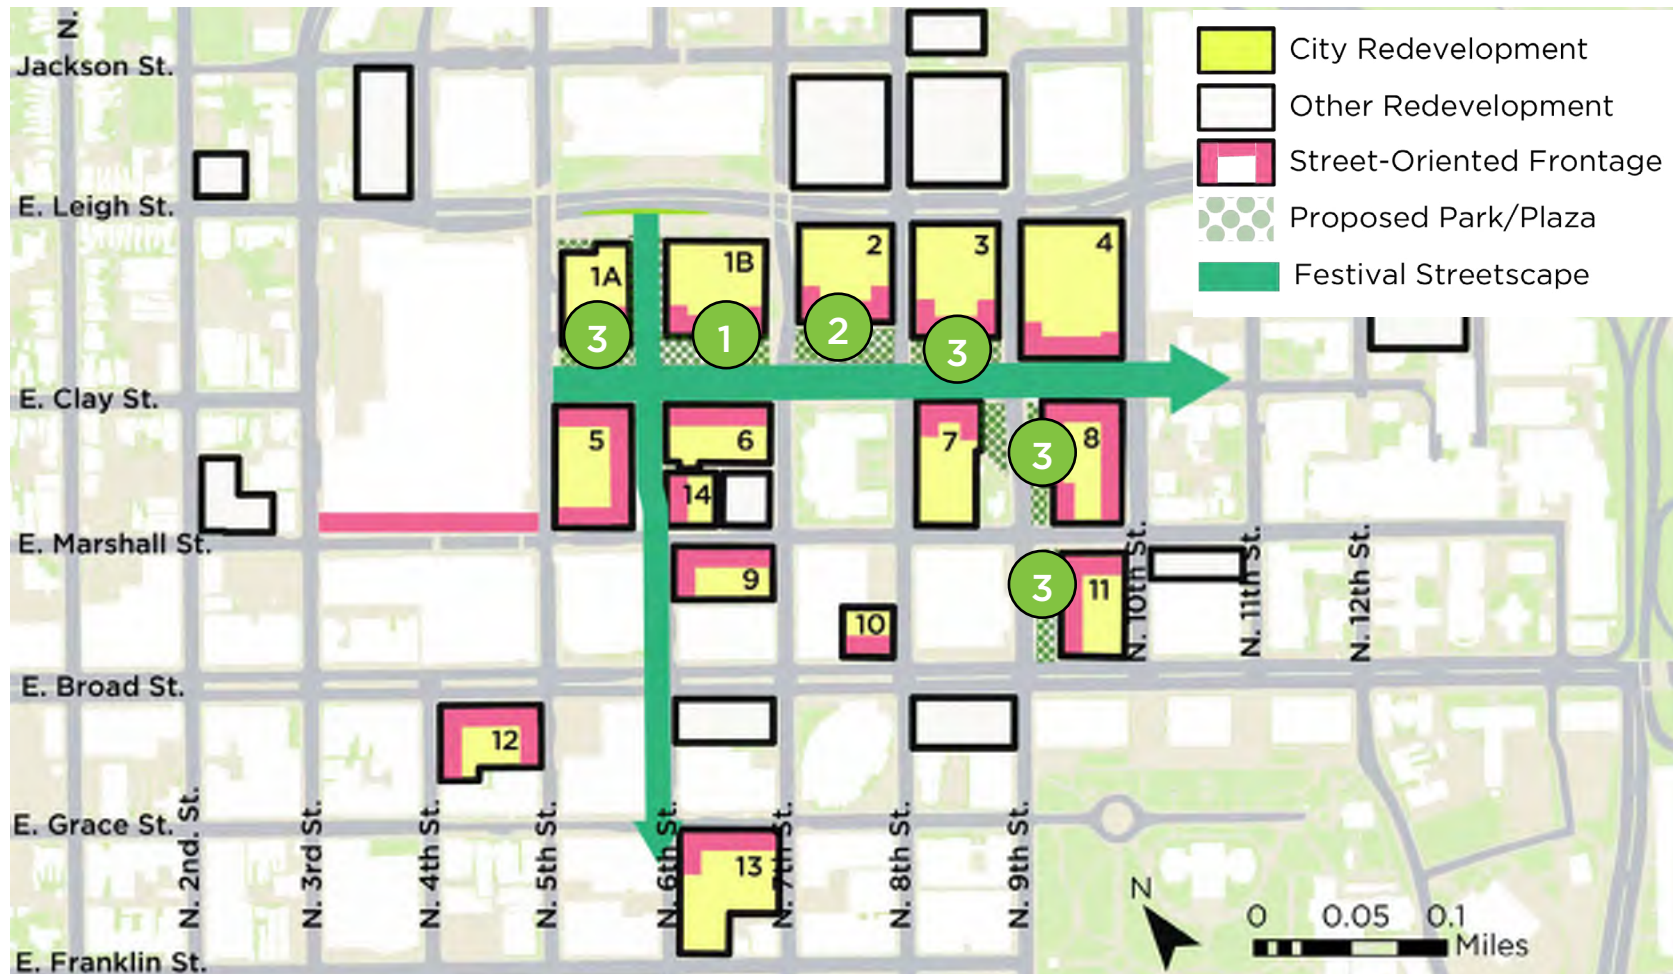 N.
Jackson St.
E. Leigh St.
E. Clay St.
E. Marshall St.
E. Broad St.
E. Grace St.
E. Franklin St.
City Redevelopment
Other Redevelopment
Street-Oriented Frontage
Proposed Park/Plaza
Festival Streetscape
1A
1B
2
3
4
3
1
2
3
5
6
7
8
3
14
9
10
11
3
12
13
N. 2nd. St.
N. 3rd St.
N. 4th St.
N. 5th St.
N. 6th St.
N. 7th St.
N. 8th St.
N. 9th St.
N. 10th St.
N. 11th St.
N. 12th St.
N
0 0.05 0.1
Miles